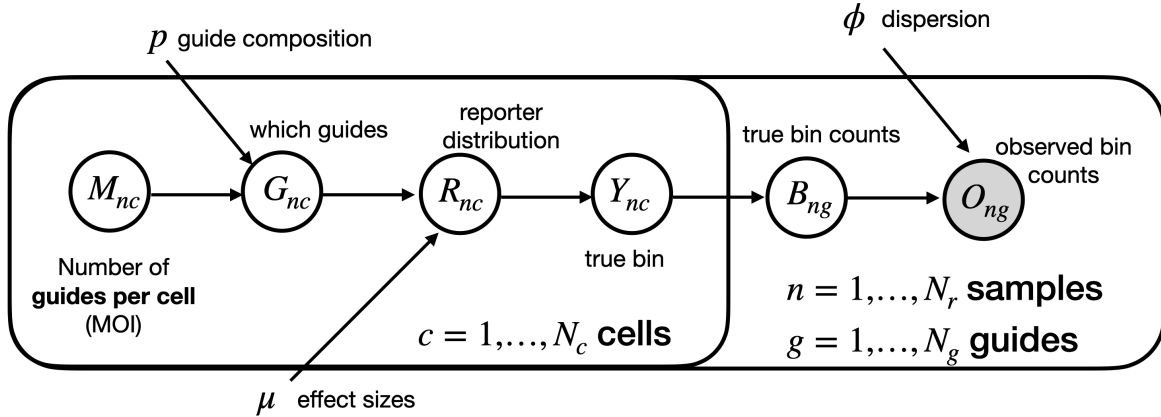 p guide composition
ϕ dispersion
which guides
reporter
distribution
true bin counts
observed bin
counts
M_nc
G_nc
R_nc
Y_nc
B_ng
O_ng
true bin
Number of
guides per cell
(MOI)
n = 1,…, N_r samples
c = 1,…, N_c cells
g = 1,…, N_g guides
μ effect sizes